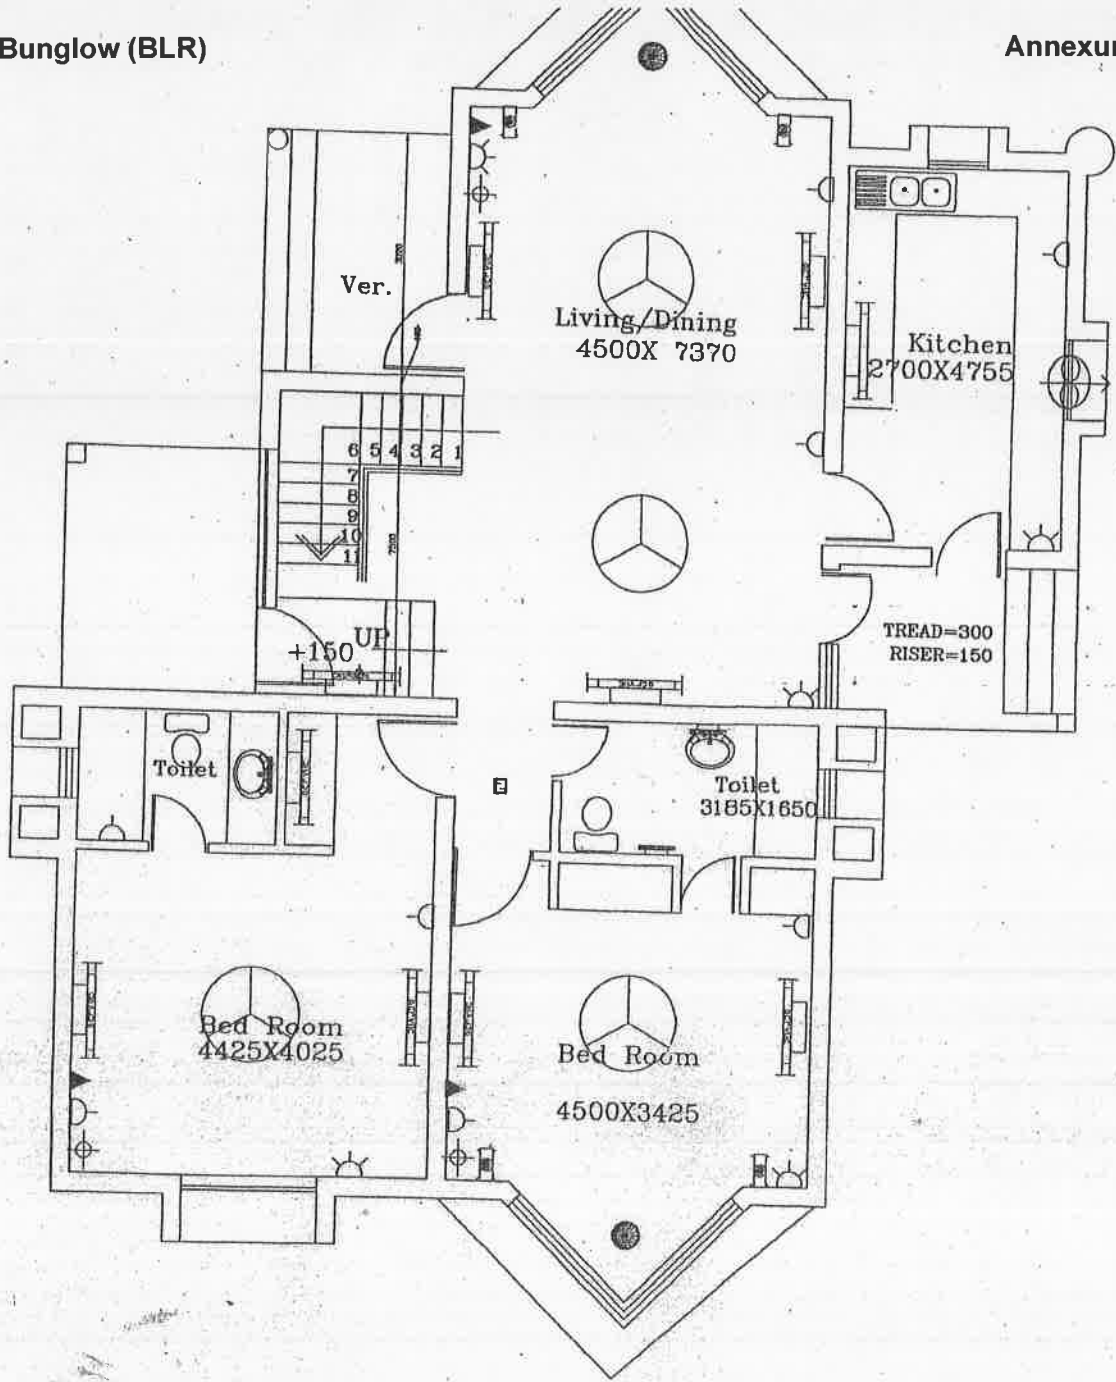 Bunglow (BLR)
Annexur
Ver.
Living/Dining
4500X 7370
Kitchen
2700X4755
6 5 4 3 2 1
7
8
9
10
11
UP
+150
TREAD=300
RISER=150
Toilet
Toilet
3185X1650
Bed Room
4425X4025
Bed Room
4500X3425